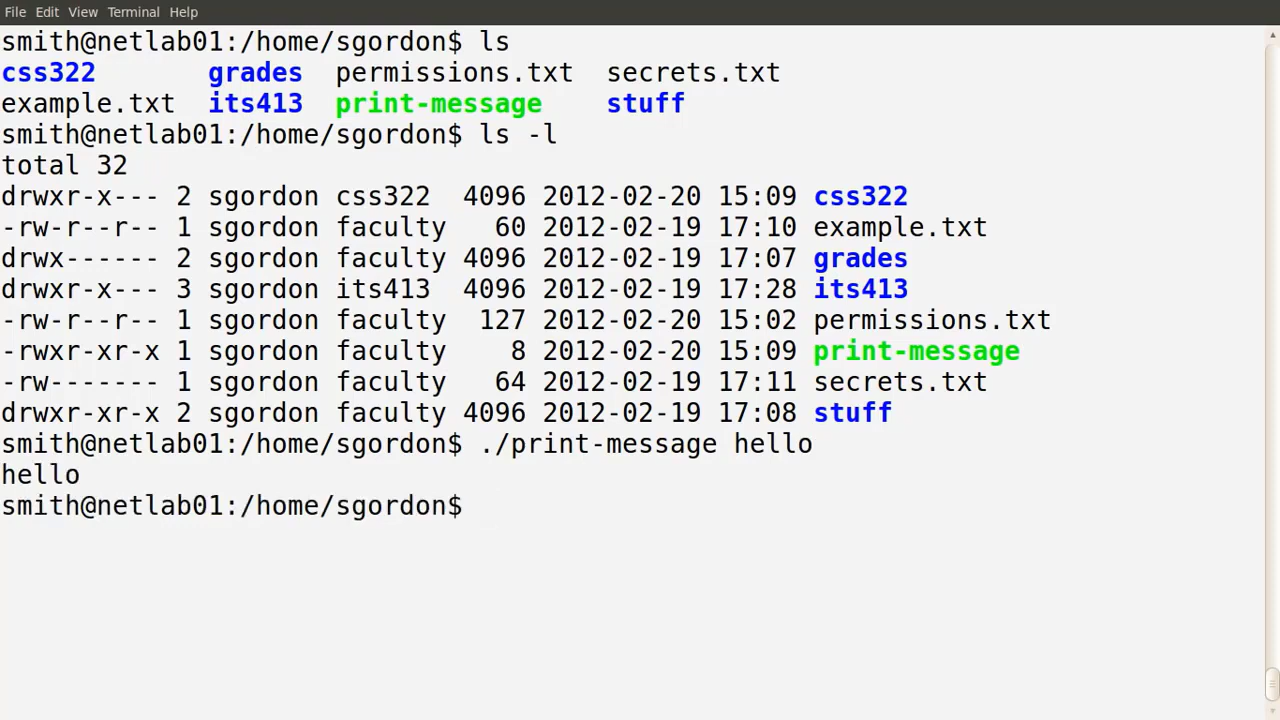 File Edit View Terminal Help
smith@netlab01:/home/sgordon$ ls
css322       grades  permissions.txt  secrets.txt
example.txt  its413  print-message    stuff
smith@netlab01:/home/sgordon$ ls -l
total 32
drwxr-x--- 2 sgordon css322  4096 2012-02-20 15:09 css322
-rw-r--r-- 1 sgordon faculty   60 2012-02-19 17:10 example.txt
drwx------ 2 sgordon faculty 4096 2012-02-19 17:07 grades
drwxr-x--- 3 sgordon its413  4096 2012-02-19 17:28 its413
-rw-r--r-- 1 sgordon faculty  127 2012-02-20 15:02 permissions.txt
-rwxr-xr-x 1 sgordon faculty    8 2012-02-20 15:09 print-message
-rw------- 1 sgordon faculty   64 2012-02-19 17:11 secrets.txt
drwxr-xr-x 2 sgordon faculty 4096 2012-02-19 17:08 stuff
smith@netlab01:/home/sgordon$ ./print-message hello
hello
smith@netlab01:/home/sgordon$